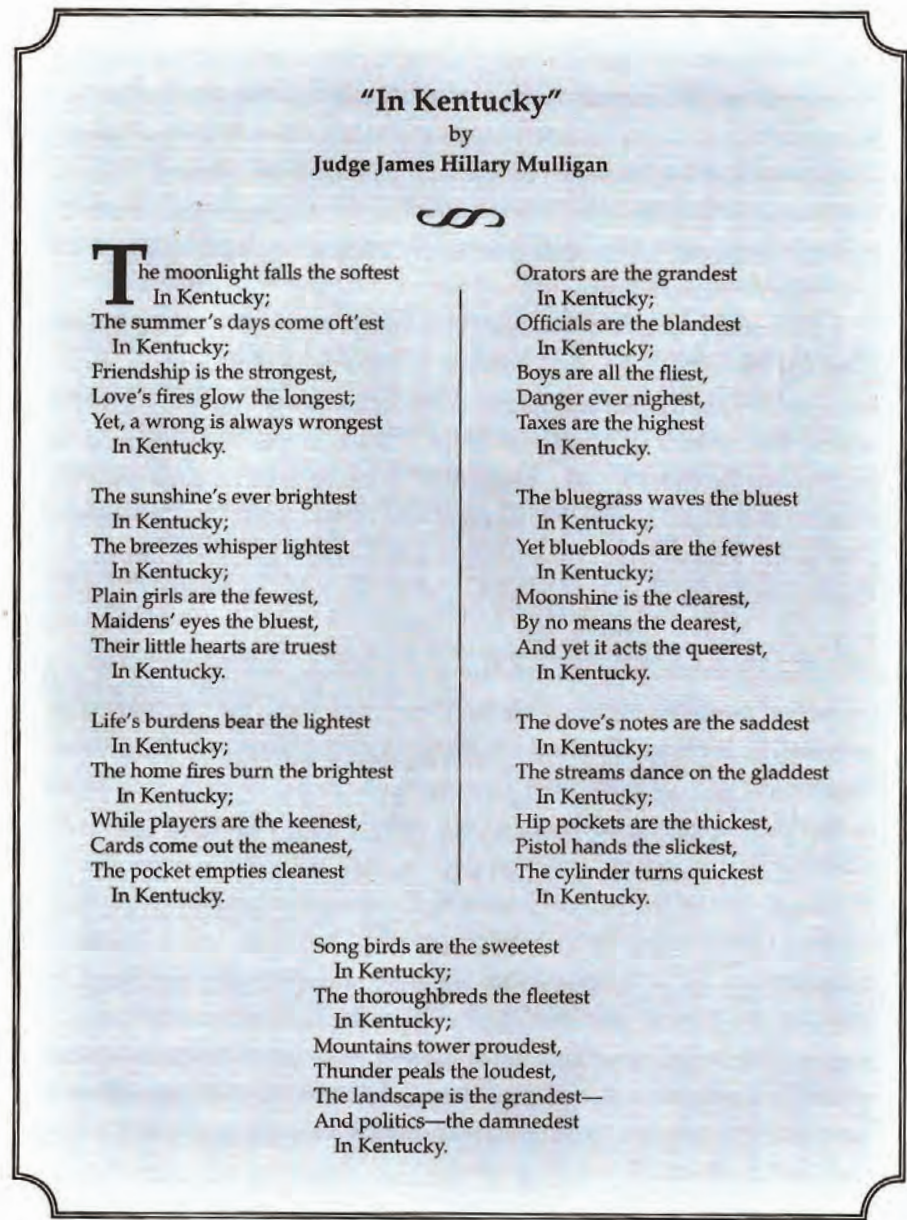 "In Kentucky"
by
Judge James Hillary Mulligan
The moonlight falls the softest
In Kentucky;
The summer's days come oft'est
In Kentucky;
Friendship is the strongest,
Love's fires glow the longest;
Yet, a wrong is always wrongest
In Kentucky.
The sunshine's ever brightest
In Kentucky;
The breezes whisper lightest
In Kentucky;
Plain girls are the fewest,
Maidens' eyes the bluest,
Their little hearts are truest
In Kentucky.
Life's burdens bear the lightest
In Kentucky;
The home fires burn the brightest
In Kentucky;
While players are the keenest,
Cards come out the meanest,
The pocket empties cleanest
In Kentucky.
Orators are the grandest
In Kentucky;
Officials are the blandest
In Kentucky;
Boys are all the fliest,
Danger ever nighest,
Taxes are the highest
In Kentucky.
The bluegrass waves the bluest
In Kentucky;
Yet bluebloods are the fewest
In Kentucky;
Moonshine is the clearest,
By no means the dearest,
And yet it acts the queerest,
In Kentucky.
The dove's notes are the saddest
In Kentucky;
The streams dance on the gladdest
In Kentucky;
Hip pockets are the thickest,
Pistol hands the slickest,
The cylinder turns quickest
In Kentucky.
Song birds are the sweetest
In Kentucky;
The thoroughbreds the fleetest
In Kentucky;
Mountains tower proudest,
Thunder peals the loudest,
The landscape is the grandest—
And politics—the damnedest
In Kentucky.